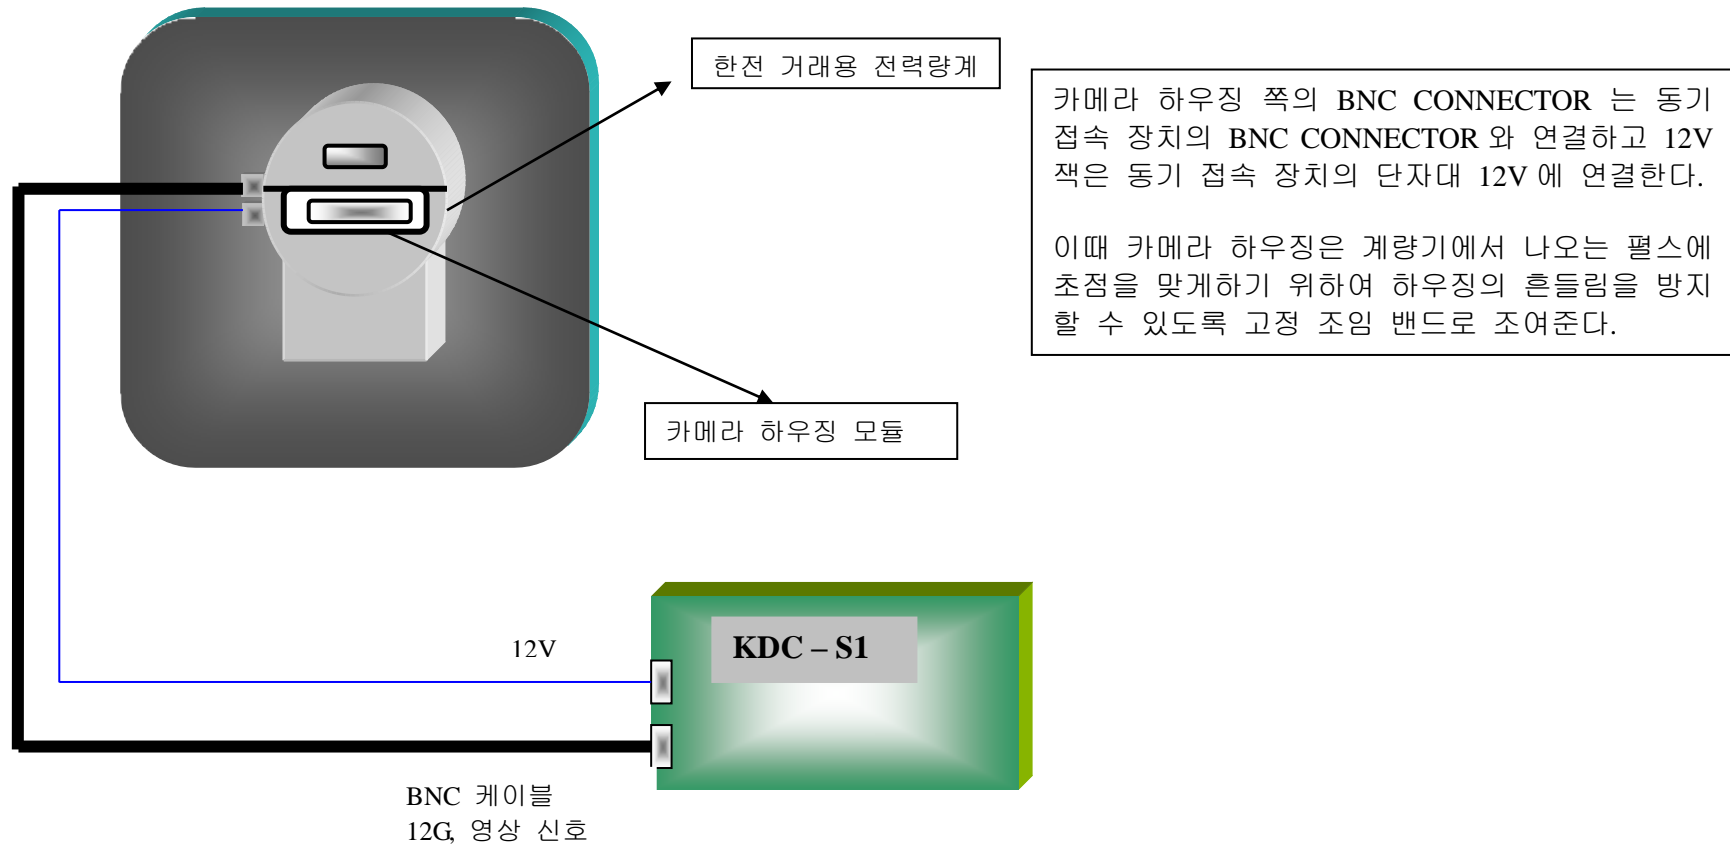 한전 거래용 전력량계
카메라 하우징 쪽의 BNC CONNECTOR 는 동기
접속 장치의 BNC CONNECTOR 와 연결하고 12V
잭은 동기 접속 장치의 단자대 12V 에 연결한다.
이때 카메라 하우징은 계량기에서 나오는 펄스에
초점을 맞게하기 위하여 하우징의 흔들림을 방지
할 수 있도록 고정 조임 밴드로 조여준다.
카메라 하우징 모듈
12V
KDC – S1
BNC 케이블
12G, 영상 신호